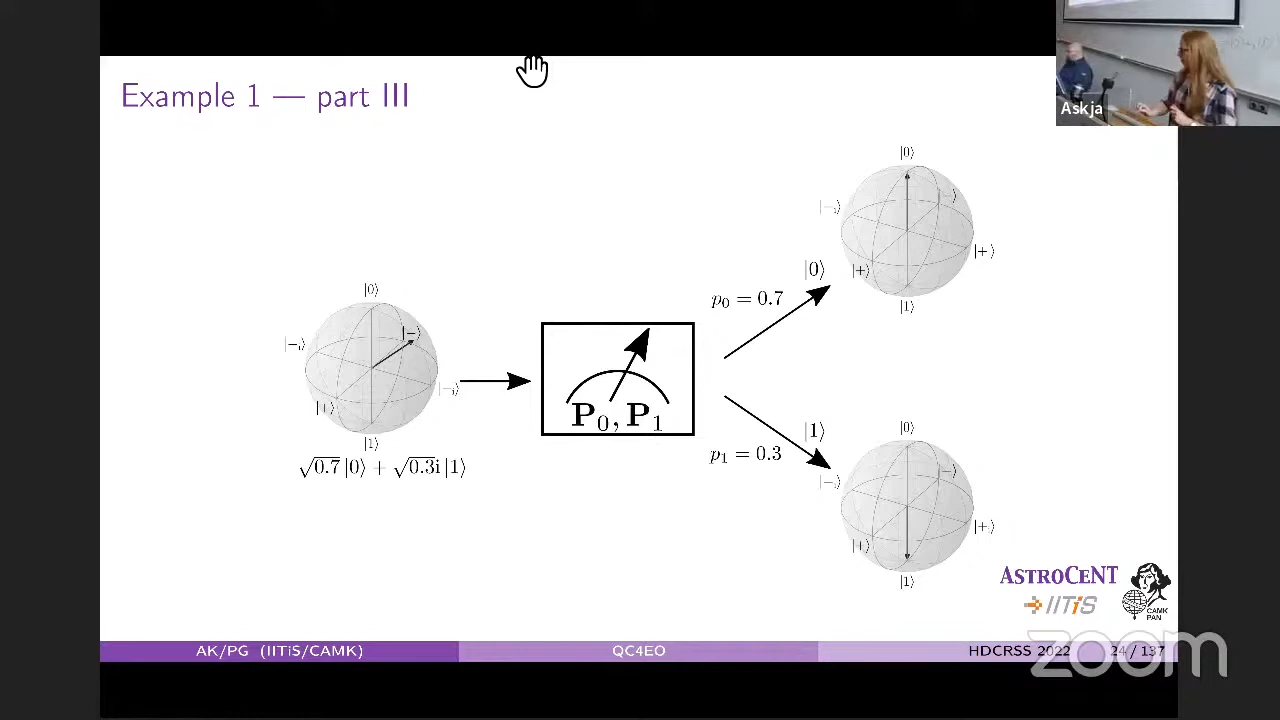 Example 1 — part III
Askja
|0⟩
|−ᵢ⟩
|−⟩
|+⟩
|−ᵢ⟩
|1⟩
√0.7 |0⟩ + √0.3i |1⟩
P₀, P₁
|0⟩
p₀ = 0.7
|1⟩
p₁ = 0.3
|0⟩
|−ᵢ⟩
|−⟩
|+⟩
|1⟩
|0⟩
|−⟩
|+⟩
|1⟩
ASTROCENT
IITiS
CAMK
PAN
AK/PG (IITiS/CAMK)
QC4EO
HDCRSS 2022
24 / 137
zoom